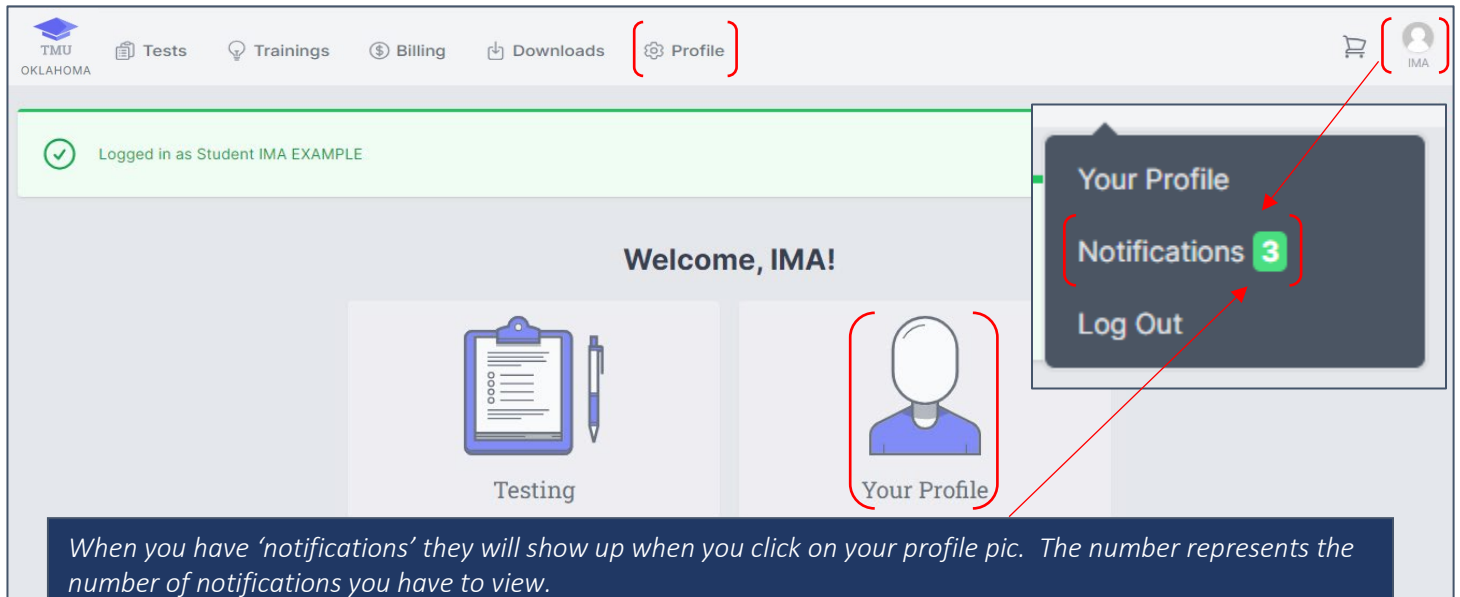 TMU
OKLAHOMA
Tests
Trainings
Billing
Downloads
Profile
IMA
Logged in as Student IMA EXAMPLE
Your Profile
Notifications 3
Log Out
Welcome, IMA!
Testing
Your Profile
When you have ‘notifications’ they will show up when you click on your profile pic.  The number represents the
number of notifications you have to view.